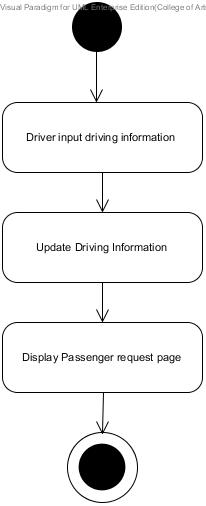 Visual Paradigm for UML Enterprise Edition(College of Art
Driver input driving information
Update Driving Information
Display Passenger request page